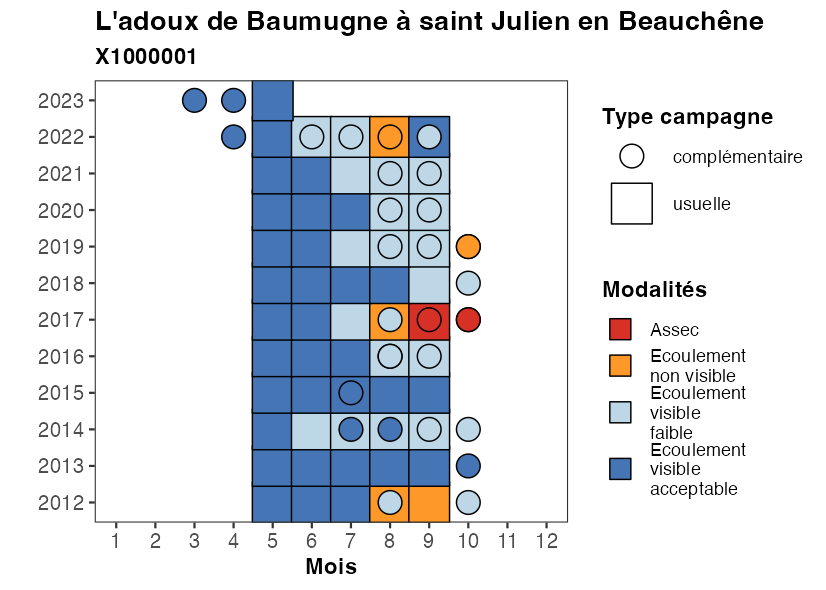 L'adoux de Baumugne à saint Julien en Beauchêne
X1000001
2023
2022
2021
2020
2019
2018
2017
2016
2015
2014
2013
2012
1 2 3 4 5 6 7 8 9 10 11 12
Mois
Type campagne
complémentaire
usuelle
Modalités
Assec
Ecoulement
non visible
Ecoulement
visible
faible
Ecoulement
visible
acceptable